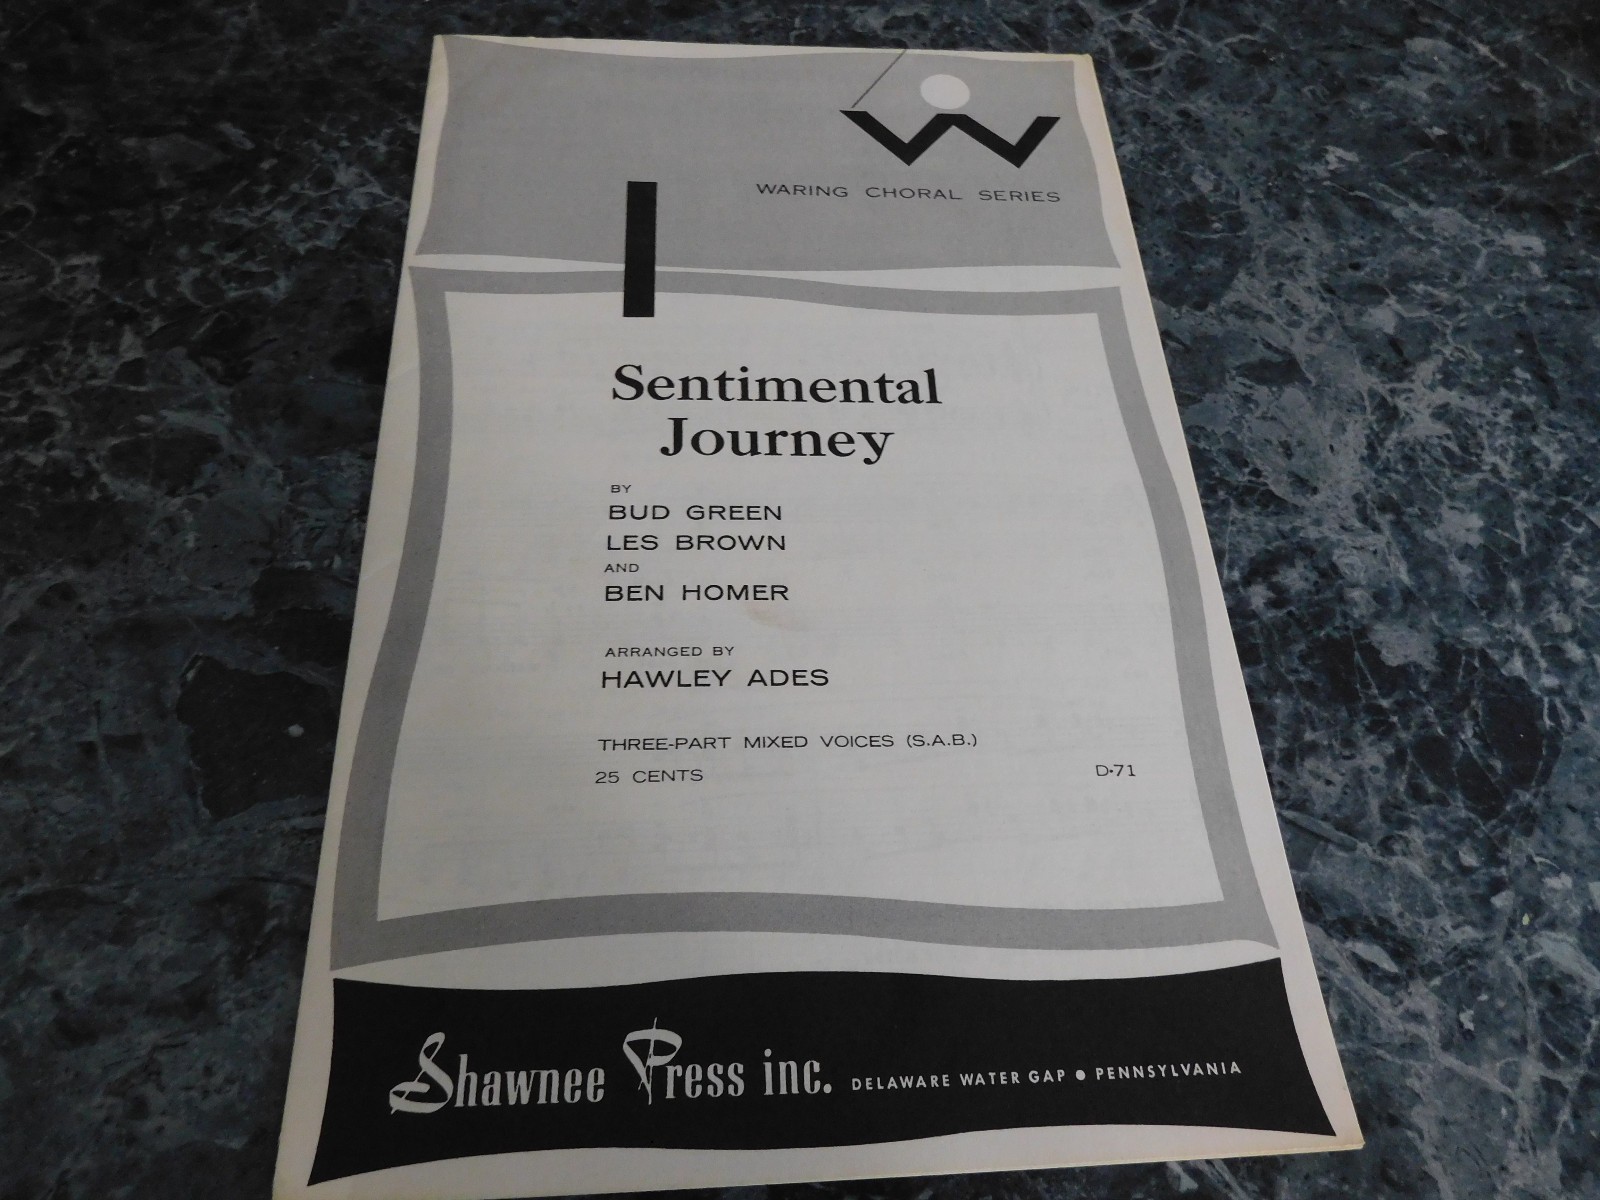 W
WARING CHORAL SERIES
Sentimental
Journey
BY
BUD GREEN
LES BROWN
AND
BEN HOMER
ARRANGED BY
HAWLEY ADES
THREE-PART MIXED VOICES (S.A.B.)
25 CENTS D•71
Shawnee Press inc. DELAWARE WATER GAP ● PENNSYLVANIA